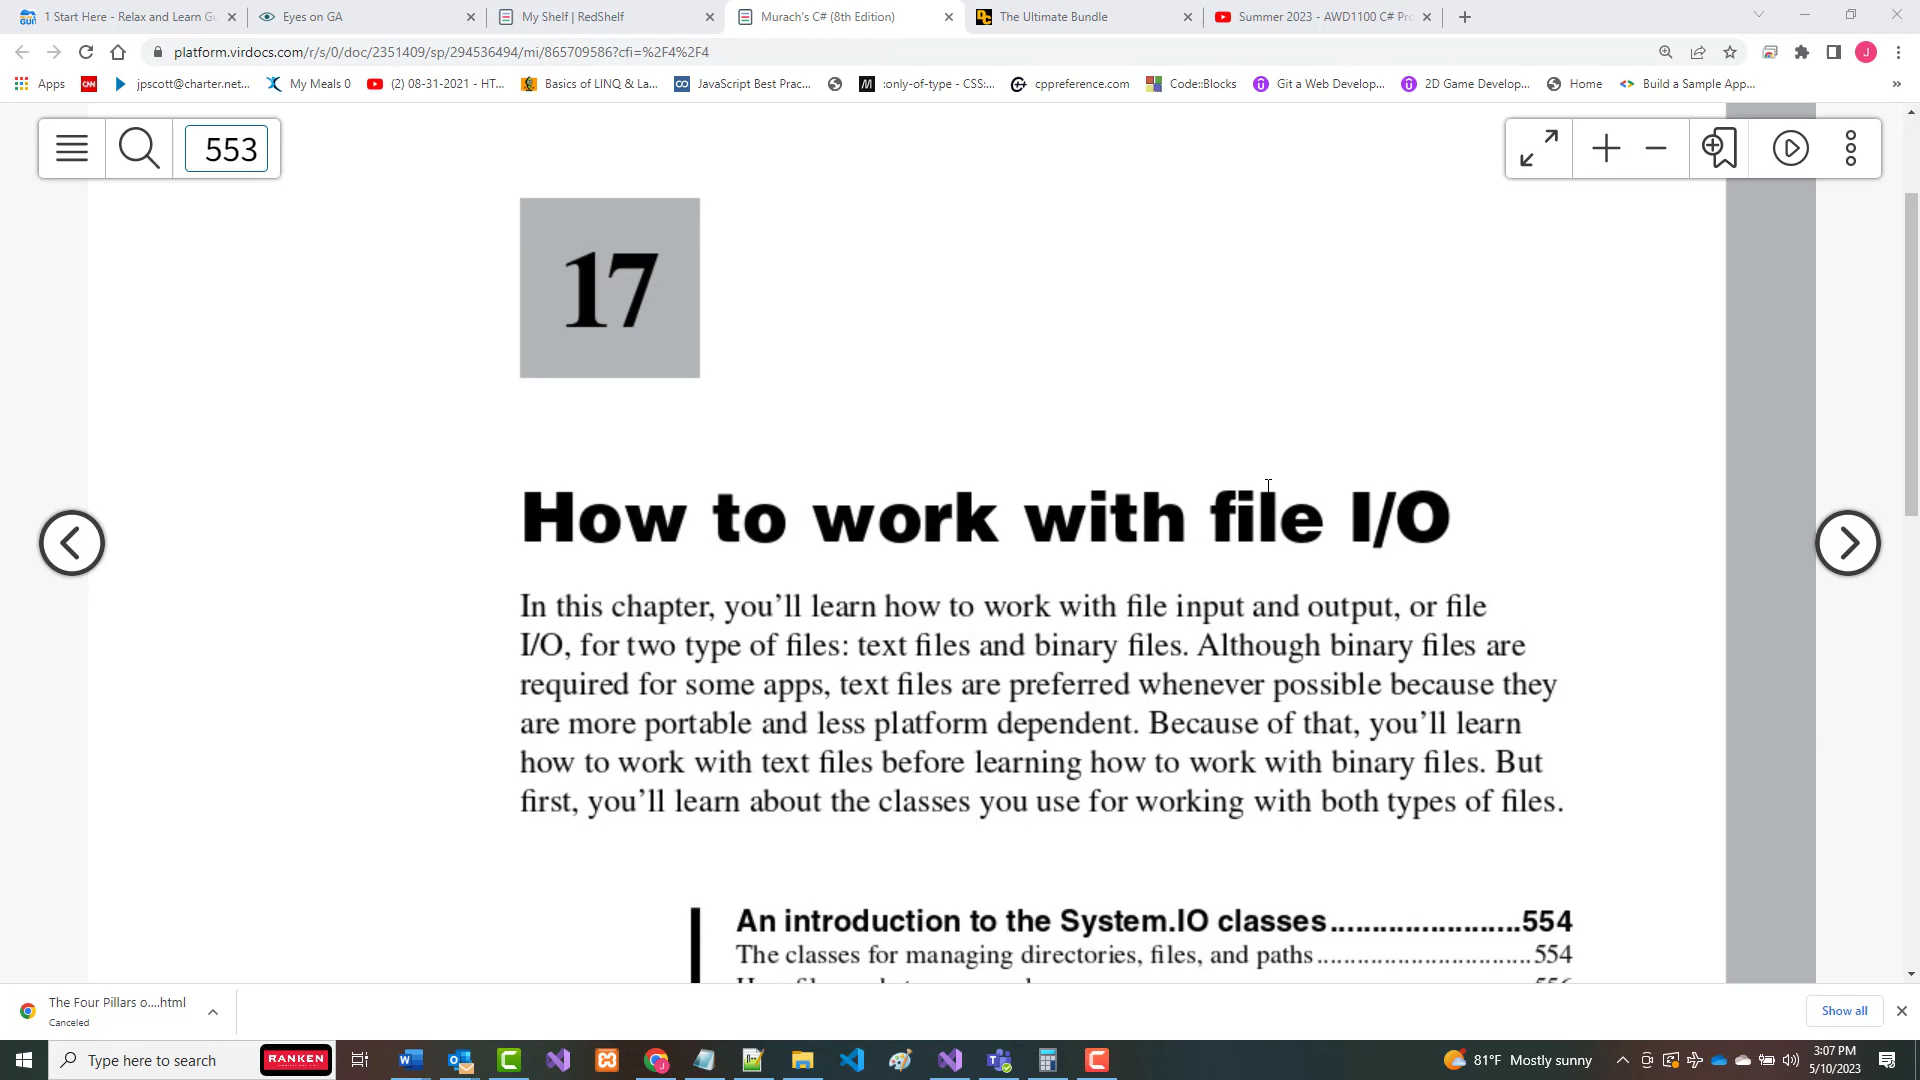 1 Start Here - Relax and Learn Gu
Eyes on GA
My Shelf | RedShelf
Murach's C# (8th Edition)
The Ultimate Bundle
Summer 2023 - AWD1100 C# Pro
platform.virdocs.com/r/s/0/doc/2351409/sp/294536494/mi/865709586?cfi=%2F4%2F4
J
Apps
CNN
jpscott@charter.net...
My Meals 0
(2) 08-31-2021 - HT...
Basics of LINQ & La...
JavaScript Best Prac...
:only-of-type - CSS:...
cppreference.com
Code::Blocks
Git a Web Develop...
2D Game Develop...
Home
Build a Sample App...
»
553
17
How to work with file I/O
In this chapter, you’ll learn how to work with file input and output, or file
I/O, for two type of files: text files and binary files. Although binary files are
required for some apps, text files are preferred whenever possible because they
are more portable and less platform dependent. Because of that, you’ll learn
how to work with text files before learning how to work with binary files. But
first, you’ll learn about the classes you use for working with both types of files.
An introduction to the System.IO classes.......................554
The classes for managing directories, files, and paths................................554
The Four Pillars o....html
Canceled
Show all
Type here to search
RANKEN
81°F Mostly sunny
3:07 PM
5/10/2023